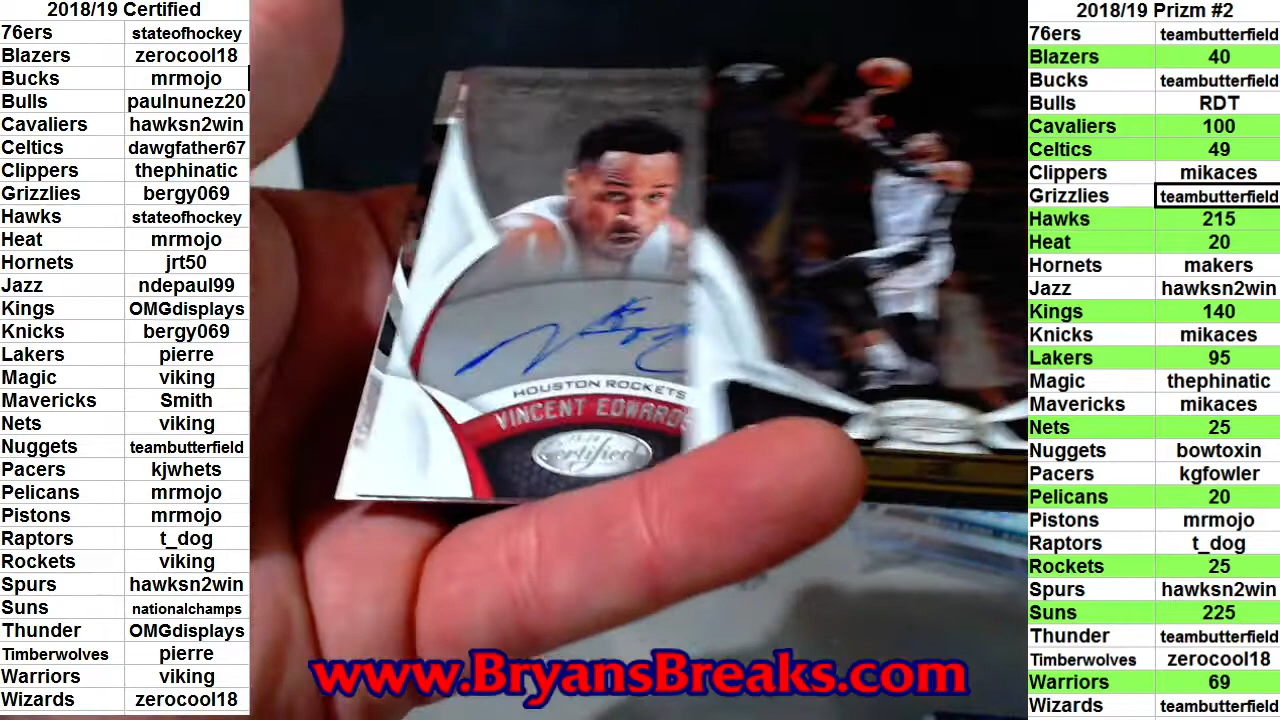 2018/19 Certified
76ers stateofhockey
Blazers zerocool18
Bucks mrmojo
Bulls paulnunez20
Cavaliers hawksn2win
Celtics dawgfather67
Clippers thephinatic
Grizzlies bergy069
Hawks stateofhockey
Heat mrmojo
Hornets jrt50
Jazz ndepaul99
Kings OMGdisplays
Knicks bergy069
Lakers pierre
Magic viking
Mavericks Smith
Nets viking
Nuggets teambutterfield
Pacers kjwhets
Pelicans mrmojo
Pistons mrmojo
Raptors t_dog
Rockets viking
Spurs hawksn2win
Suns nationalchamps
Thunder OMGdisplays
Timberwolves pierre
Warriors viking
Wizards zerocool18
HOUSTON ROCKETS
VINCENT EDWARDS
Certified
www.BryansBreaks.com
2018/19 Prizm #2
76ers teambutterfield
Blazers 40
Bucks teambutterfield
Bulls RDT
Cavaliers 100
Celtics 49
Clippers mikaces
Grizzlies teambutterfield
Hawks 215
Heat 20
Hornets makers
Jazz hawksn2win
Kings 140
Knicks mikaces
Lakers 95
Magic thephinatic
Mavericks mikaces
Nets 25
Nuggets bowtoxin
Pacers kgfowler
Pelicans 20
Pistons mrmojo
Raptors t_dog
Rockets 25
Spurs hawksn2win
Suns 225
Thunder teambutterfield
Timberwolves zerocool18
Warriors 69
Wizards teambutterfield